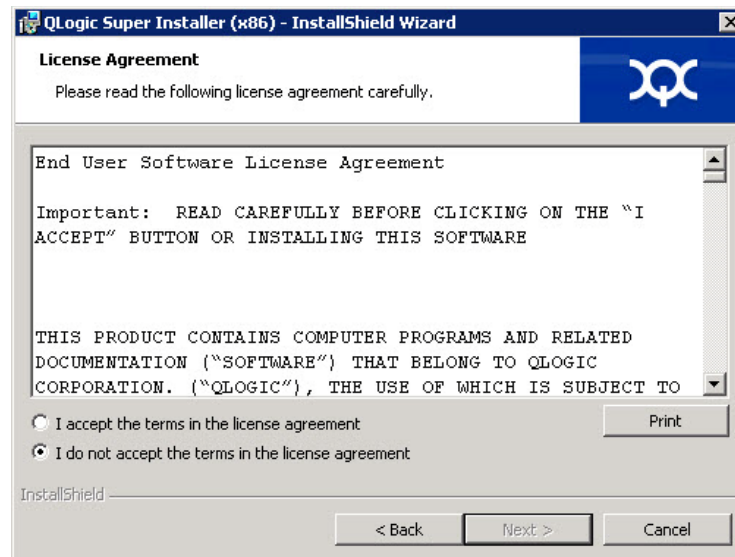 QLogic Super Installer (x86) - InstallShield Wizard
License Agreement
Please read the following license agreement carefully.
End User Software License Agreement
Important:  READ CAREFULLY BEFORE CLICKING ON THE “I
ACCEPT” BUTTON OR INSTALLING THIS SOFTWARE
THIS PRODUCT CONTAINS COMPUTER PROGRAMS AND RELATED
DOCUMENTATION (“SOFTWARE”) THAT BELONG TO QLOGIC
CORPORATION. (“QLOGIC”), THE USE OF WHICH IS SUBJECT TO
I accept the terms in the license agreement
Print
I do not accept the terms in the license agreement
InstallShield
< Back
Next >
Cancel